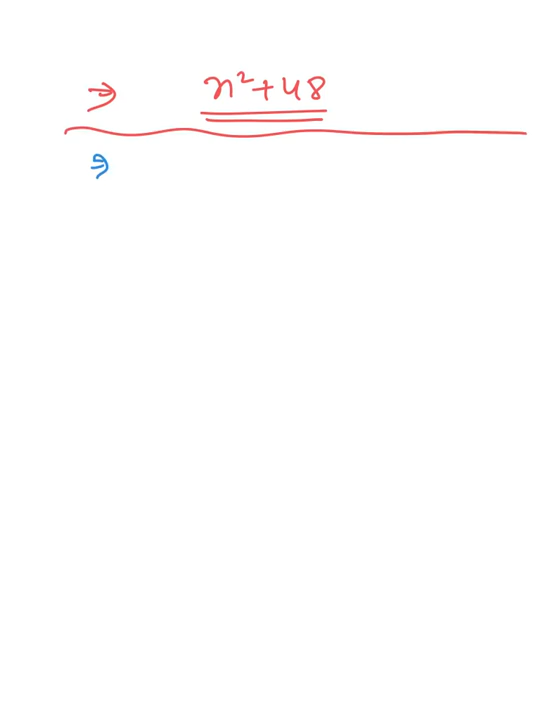 ⇒ x²+48
⇒